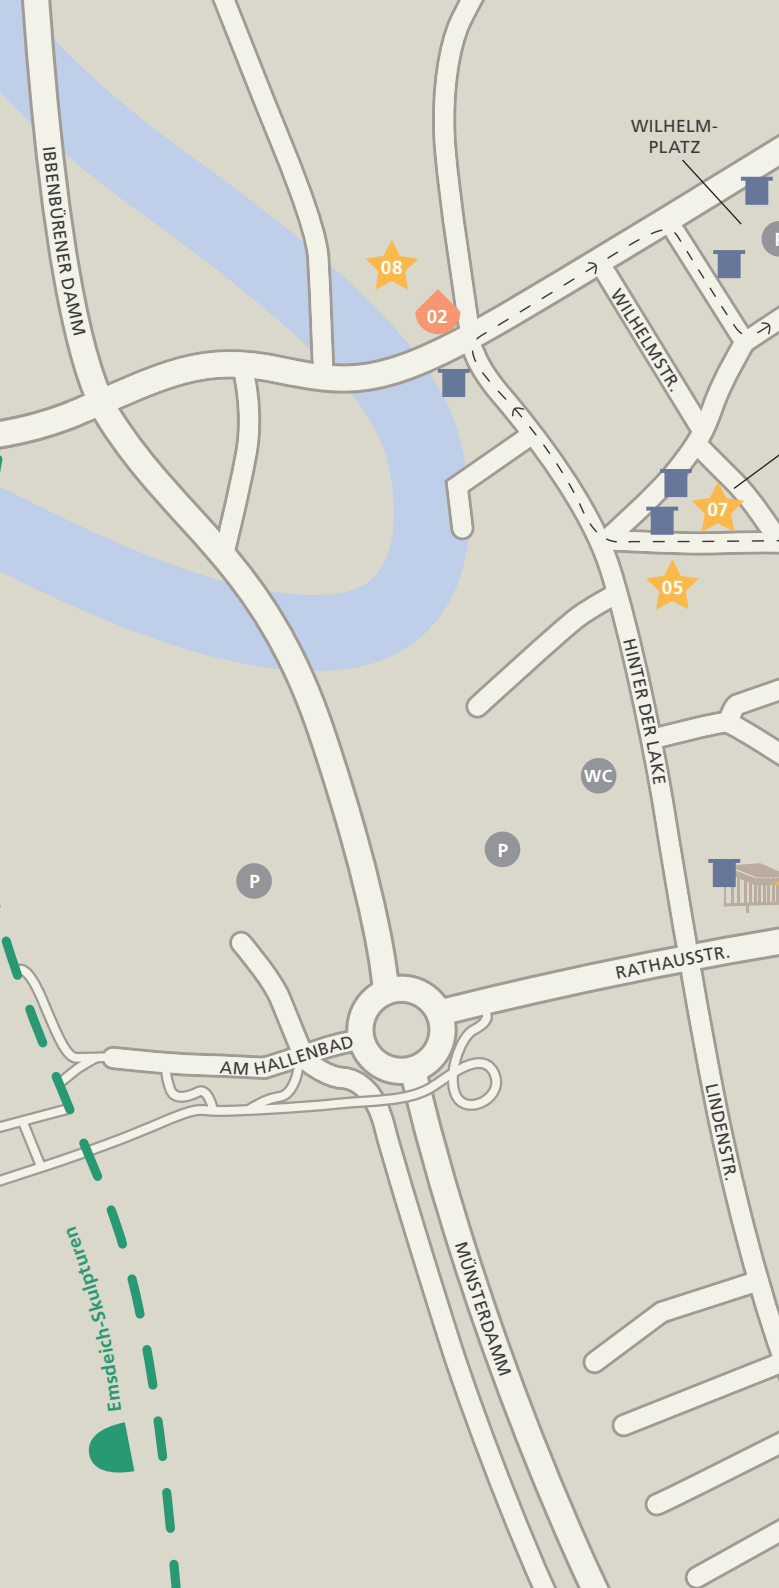 WILHELM-
PLATZ
IBBENBÜRENER DAMM
P
08
02
WILHELMSTR.
07
05
HINTER DER LAKE
WC
P
P
RATHAUSSTR.
AM HALLENBAD
LINDENSTR.
Emsdeich-Skulpturen
MÜNSTERDAMM